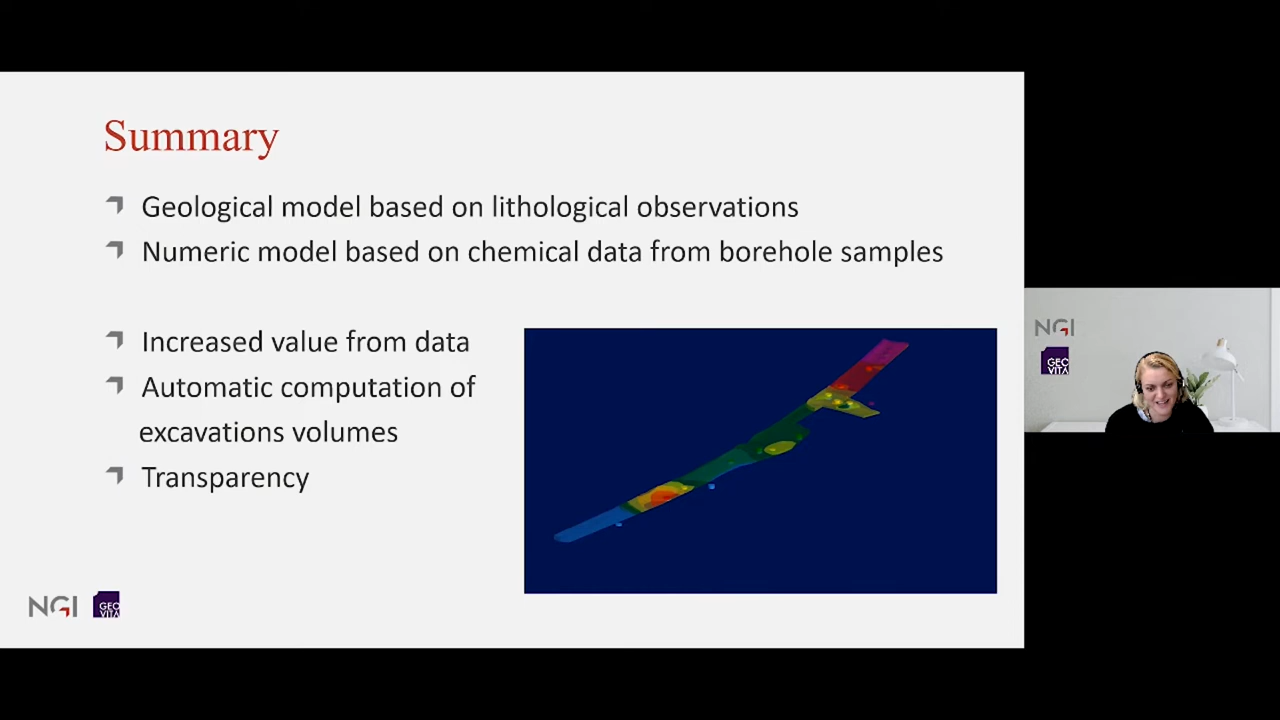 Summary
Geological model based on lithological observations
Numeric model based on chemical data from borehole samples
Increased value from data
Automatic computation of
excavations volumes
Transparency
NGI
GEO
VITA
NGI
GEO
VITA